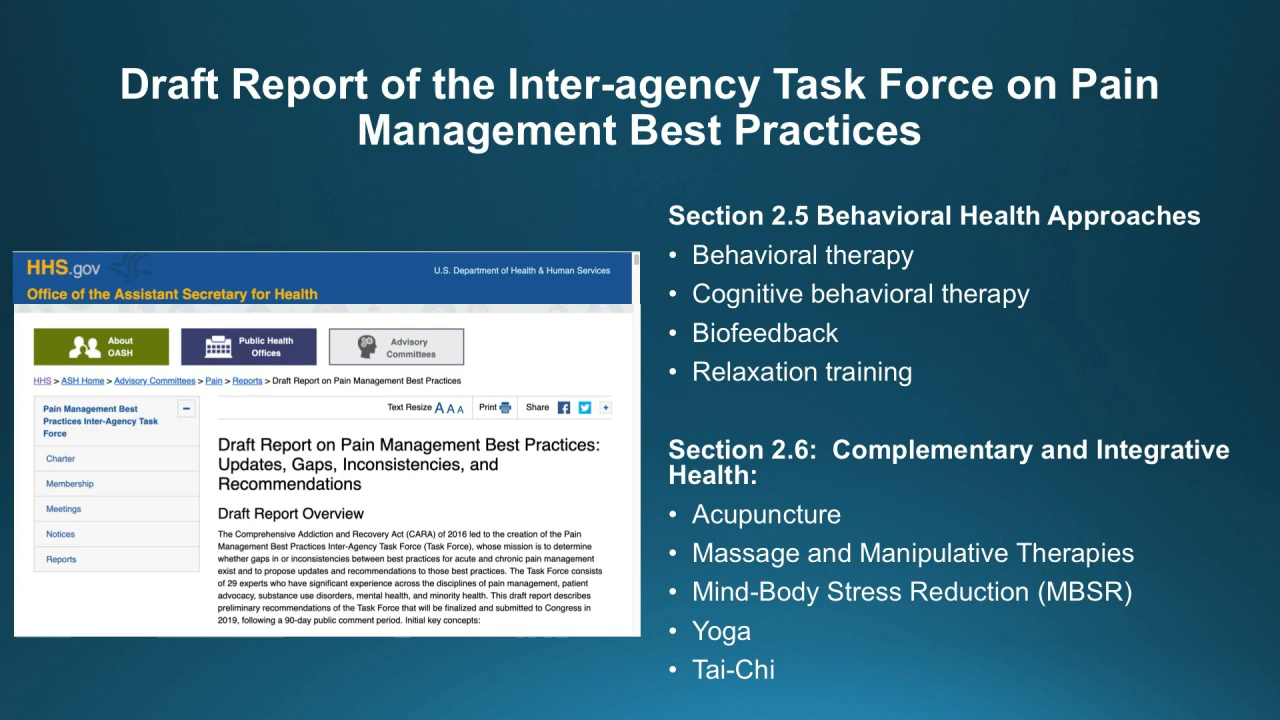 Draft Report of the Inter-agency Task Force on Pain
Management Best Practices
HHS.gov
U.S. Department of Health & Human Services
Office of the Assistant Secretary for Health
About
OASH
Public Health
Offices
Advisory
Committees
HHS > ASH Home > Advisory Committees > Pain > Reports > Draft Report on Pain Management Best Practices
Pain Management Best
Practices Inter-Agency Task
Force
Charter
Membership
Meetings
Notices
Reports
Text Resize A A A Print Share
Draft Report on Pain Management Best Practices:
Updates, Gaps, Inconsistencies, and
Recommendations
Draft Report Overview
The Comprehensive Addiction and Recovery Act (CARA) of 2016 led to the creation of the Pain
Management Best Practices Inter-Agency Task Force (Task Force), whose mission is to determine
whether gaps in or inconsistencies between best practices for acute and chronic pain management
exist and to propose updates and recommendations to those best practices. The Task Force consists
of 29 experts who have significant experience across the disciplines of pain management, patient
advocacy, substance use disorders, mental health, and minority health. This draft report describes
preliminary recommendations of the Task Force that will be finalized and submitted to Congress in
2019, following a 90-day public comment period. Initial key concepts:
Section 2.5 Behavioral Health Approaches
• Behavioral therapy
• Cognitive behavioral therapy
• Biofeedback
• Relaxation training
Section 2.6: Complementary and Integrative
Health:
• Acupuncture
• Massage and Manipulative Therapies
• Mind-Body Stress Reduction (MBSR)
• Yoga
• Tai-Chi